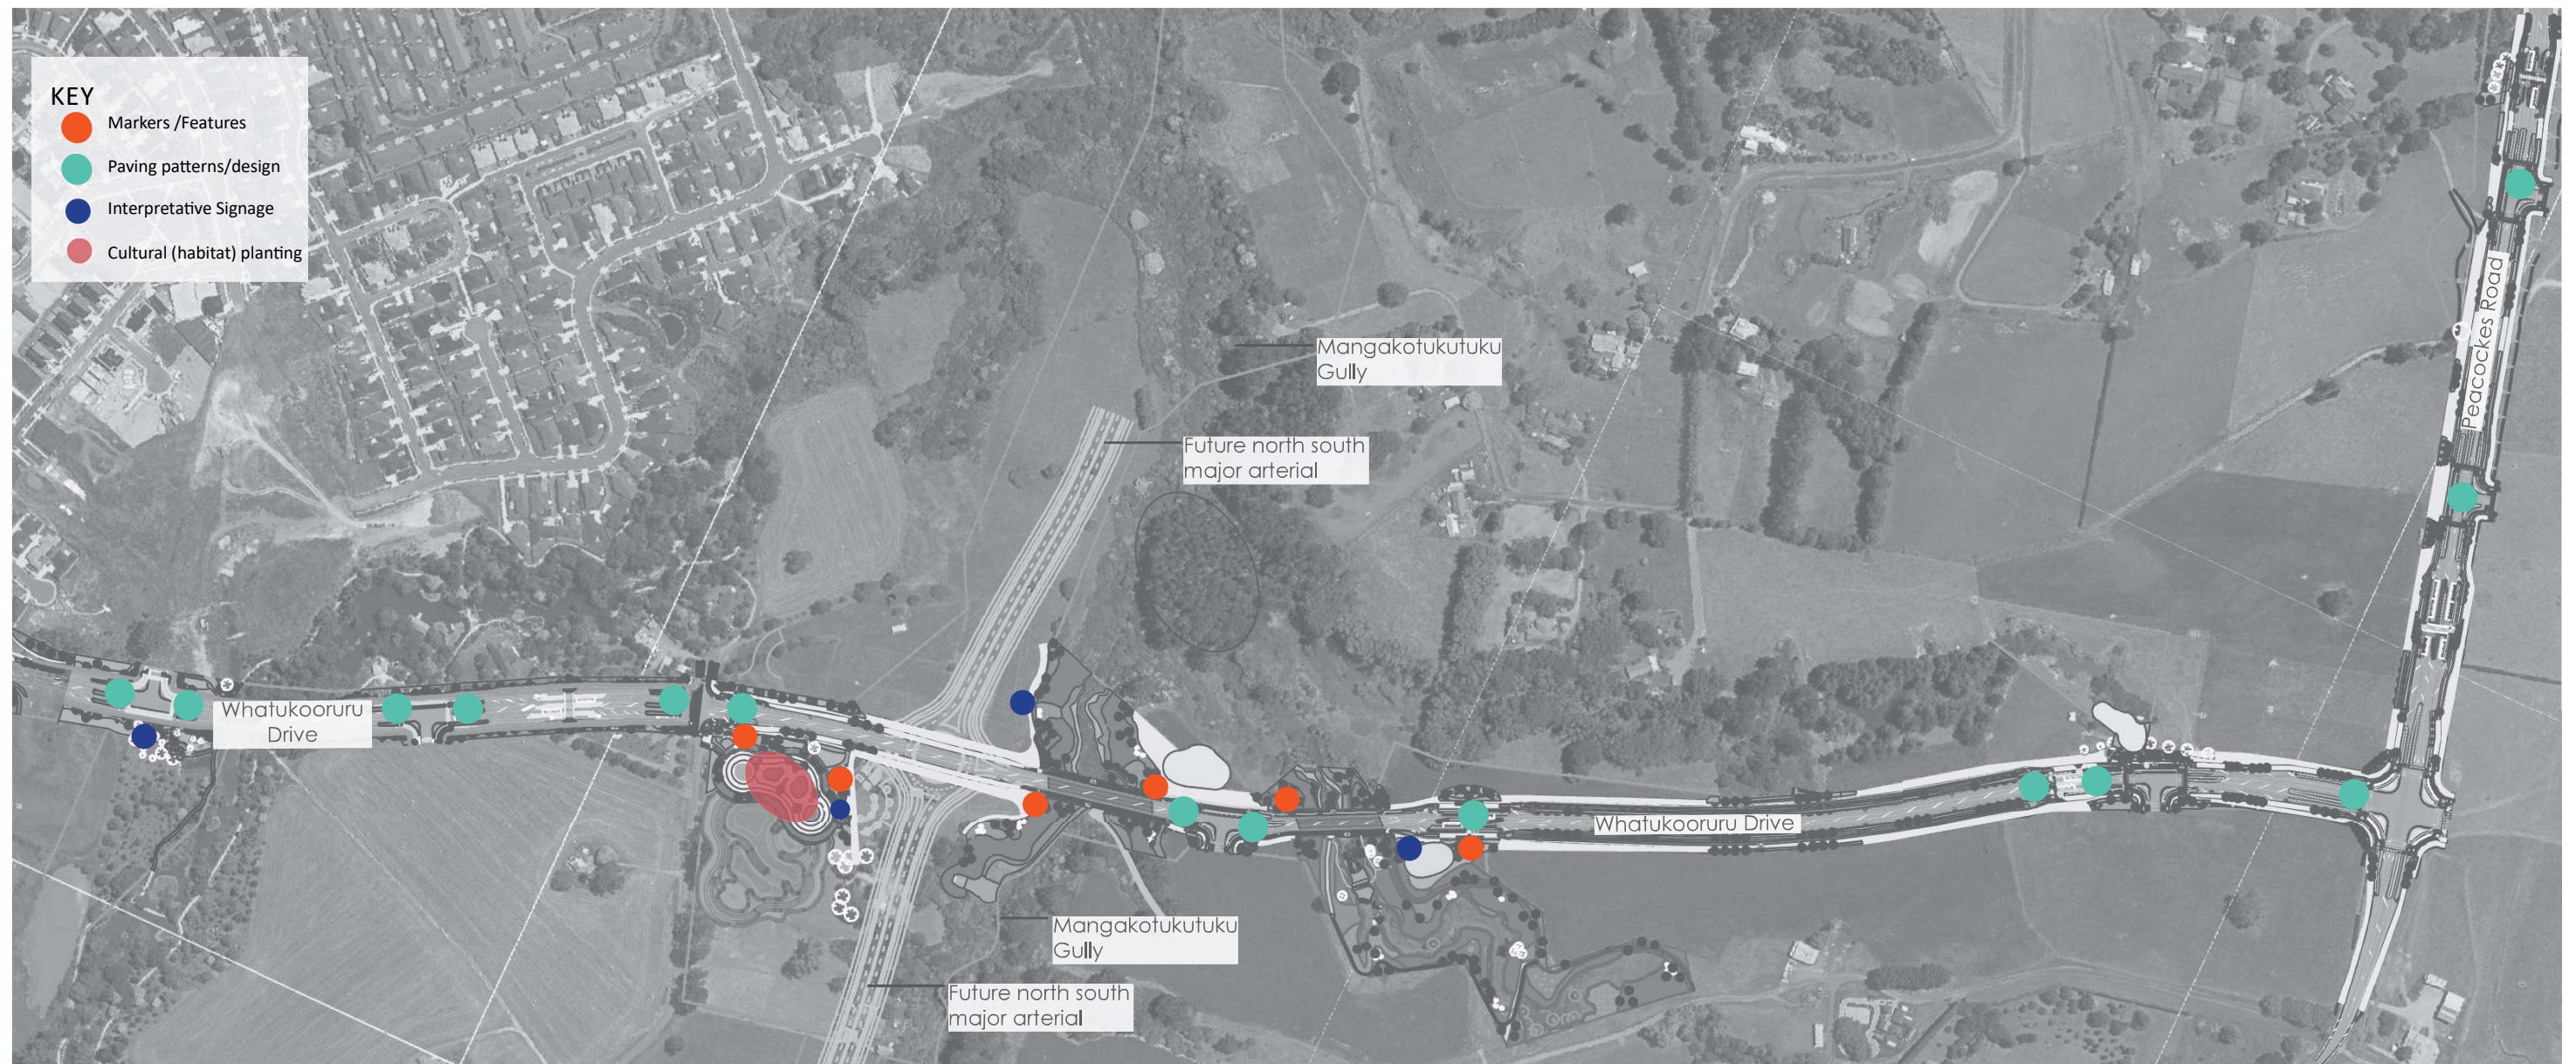 KEY
Markers /Features
Paving patterns/design
Interpretative Signage
Cultural (habitat) planting
Mangakotukutuku
Gully
Peacockes Road
Future north south
major arterial
Whatukooruru
Drive
Whatukooruru Drive
Mangakotukutuku
Gully
Future north south
major arterial